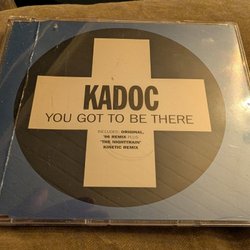 KADOC
YOU GOT TO BE THERE
INCLUDES: ORIGINAL,
'96 REMIX PLUS
"THE NIGHTTRAIN"
KINETIC REMIX